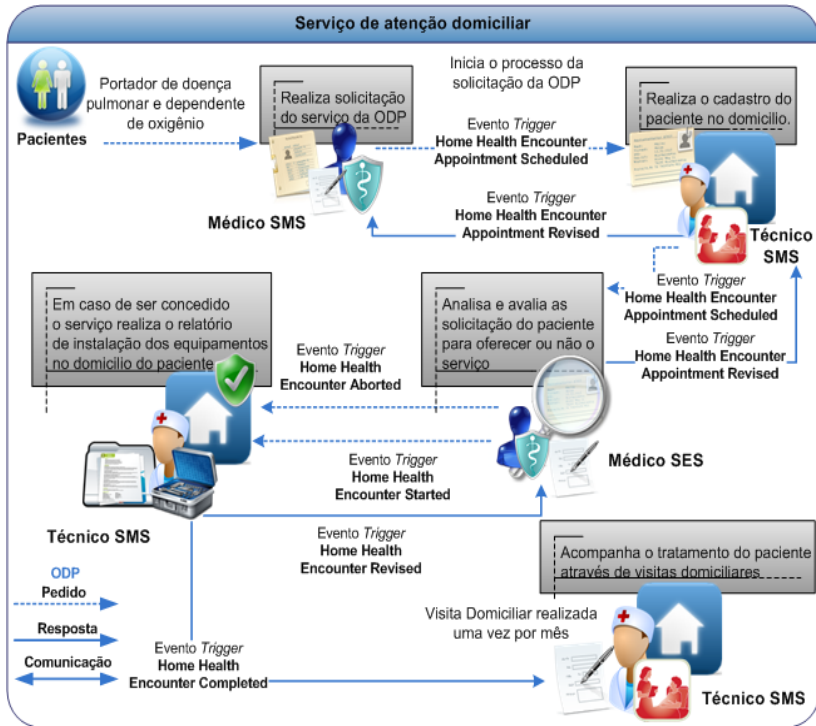 Serviço de atenção domiciliar
Pacientes
Portador de doença
pulmonar e dependente
de oxigênio
Realiza solicitação
do serviço da ODP
Médico SMS
Inicia o processo da
solicitação da ODP
Evento Trigger
Home Health Encounter
Appointment Scheduled
Realiza o cadastro do
paciente no domicilio.
Evento Trigger
Home Health Encounter
Appointment Revised
Técnico
SMS
Evento Trigger
Home Health Encounter
Appointment Scheduled
Evento Trigger
Home Health Encounter
Appointment Revised
Em caso de ser concedido
o serviço realiza o relatório
de instalação dos equipamentos
no domicilio do paciente
Analisa e avalia as
solicitação do paciente
para oferecer ou não o
serviço
Evento Trigger
Home Health
Encounter Aborted
Médico SES
Evento Trigger
Home Health
Encounter Started
Técnico SMS
Evento Trigger
Home Health
Encounter Revised
Acompanha o tratamento do paciente
através de visitas domiciliares
ODP
Pedido
Resposta
Comunicação
Evento Trigger
Home Health
Encounter Completed
Visita Domiciliar realizada
uma vez por mês
Técnico SMS